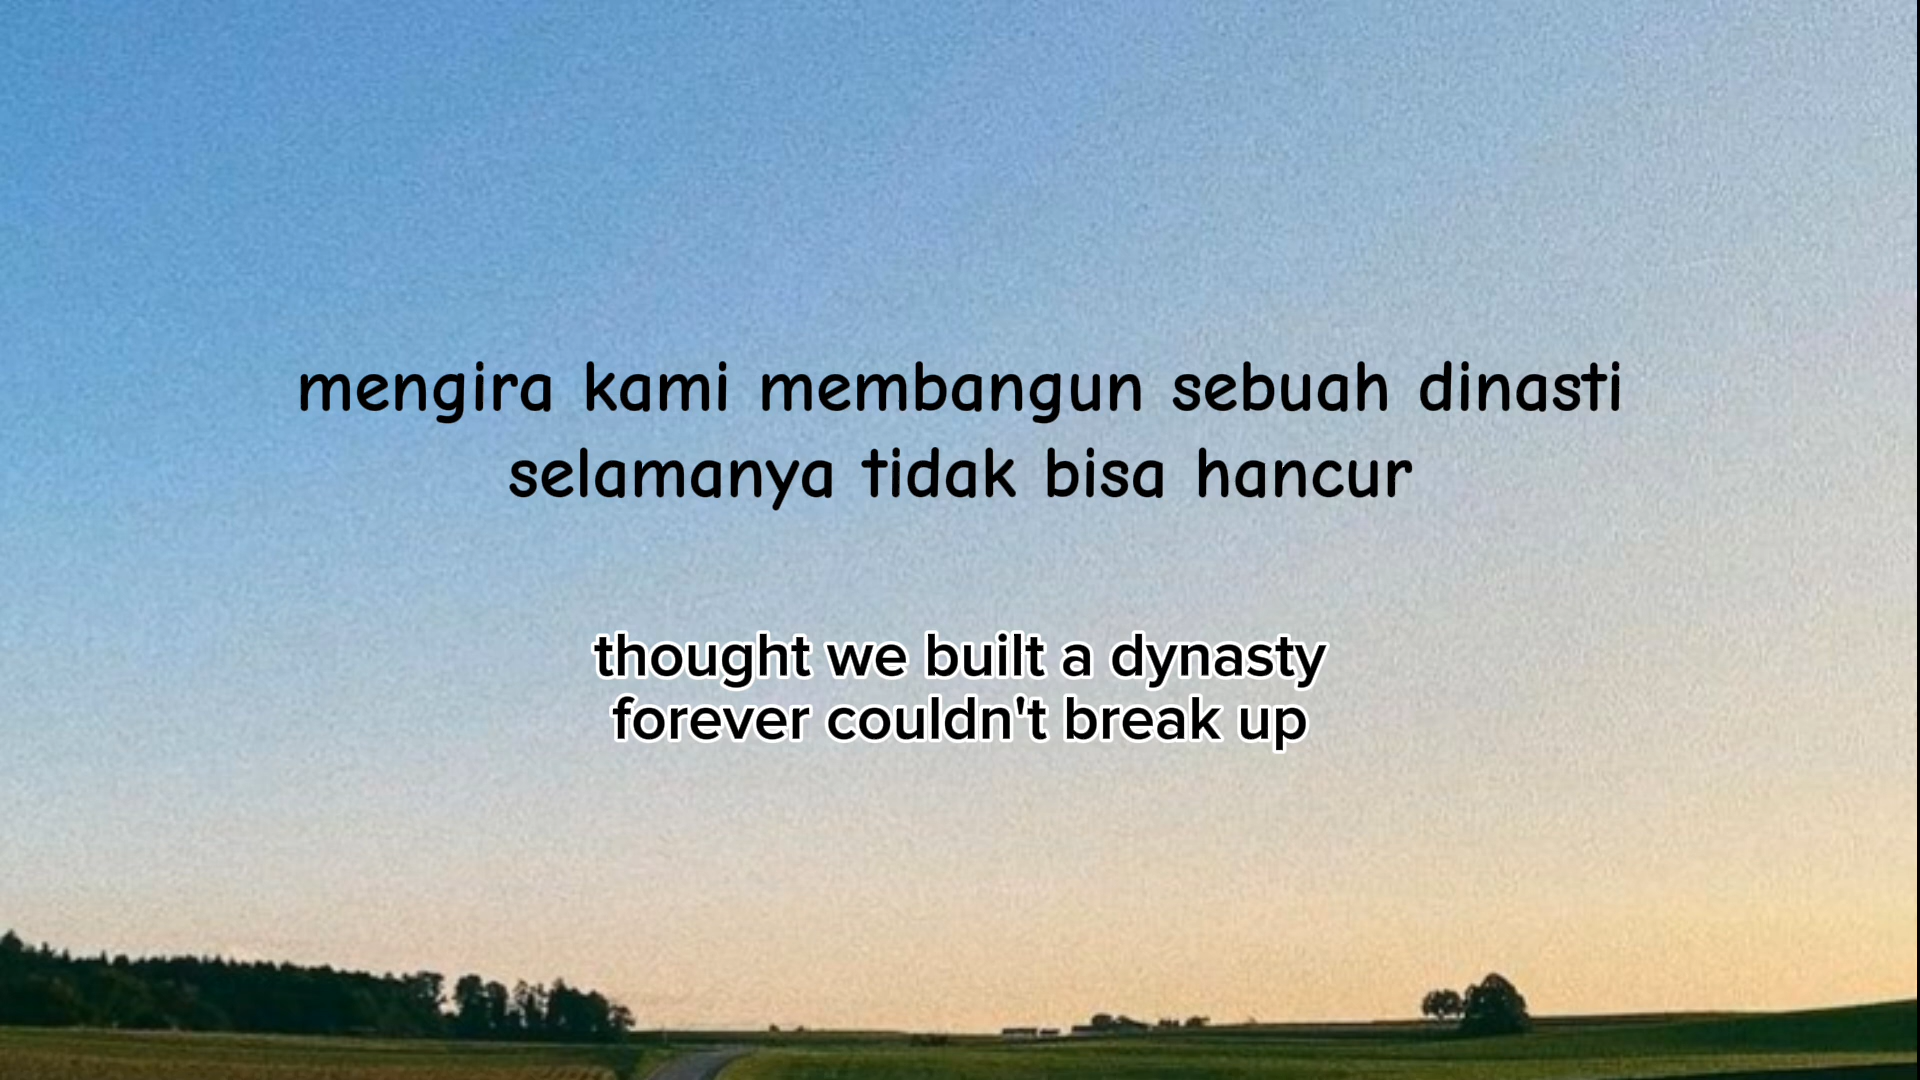 mengira kami membangun sebuah dinasti
selamanya tidak bisa hancur
thought we built a dynasty
forever couldn't break up